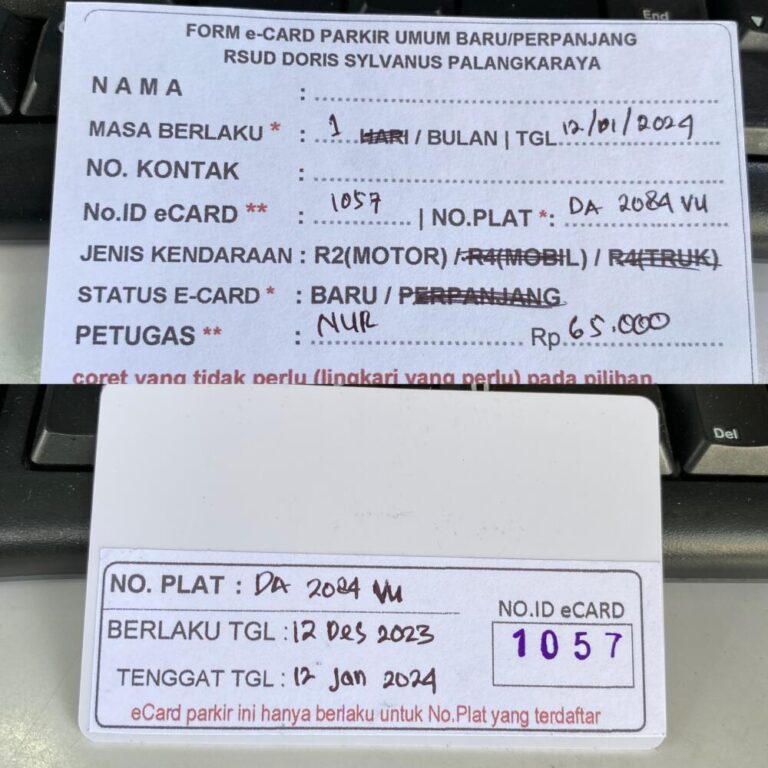 End
FORM e-CARD PARKIR UMUM BARU/PERPANJANG
RSUD DORIS SYLVANUS PALANGKARAYA
NAMA :
MASA BERLAKU * : 1 HARI / BULAN | TGL 12/01/2024
NO. KONTAK :
No.ID eCARD ** : 1057 | NO.PLAT *: DA 2084 VU
JENIS KENDARAAN : R2(MOTOR) / R4(MOBIL) / R4(TRUK)
STATUS E-CARD * : BARU / PERPANJANG
PETUGAS ** : NUR Rp 65.000
coret yang tidak perlu (lingkari yang perlu) pada pilihan
Del
NO. PLAT : DA 2084 VU
NO.ID eCARD
BERLAKU TGL : 12 Des 2023
1057
TENGGAT TGL : 12 Jan 2024
eCard parkir ini hanya berlaku untuk No.Plat yang terdaftar